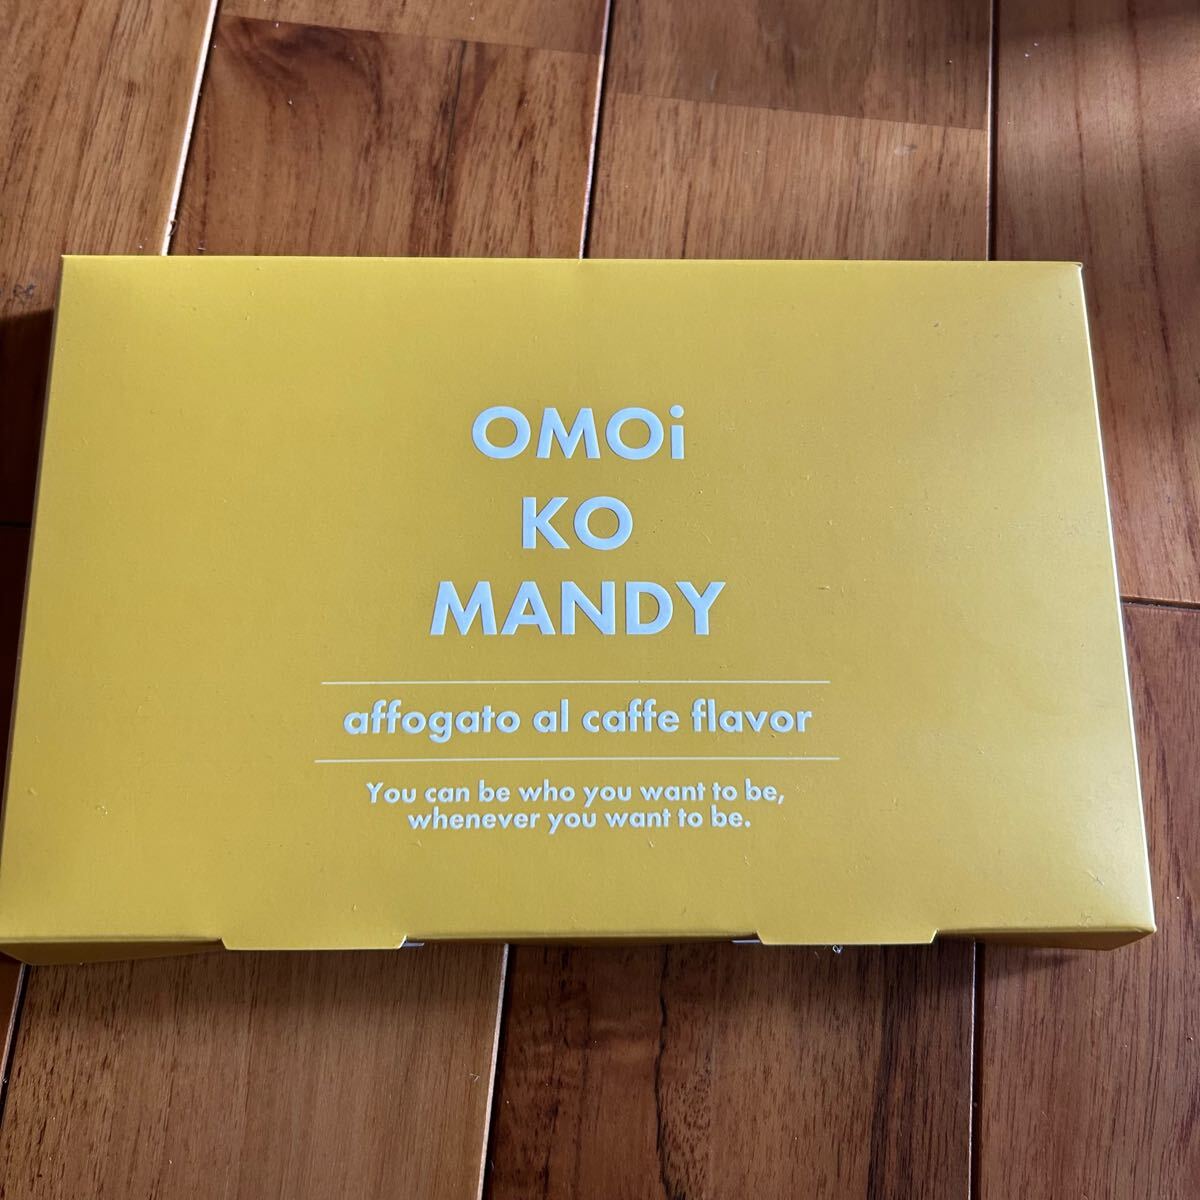 OMOi
KO
MANDY
affogato al caffe flavor
You can be who you want to be,
whenever you want to be.